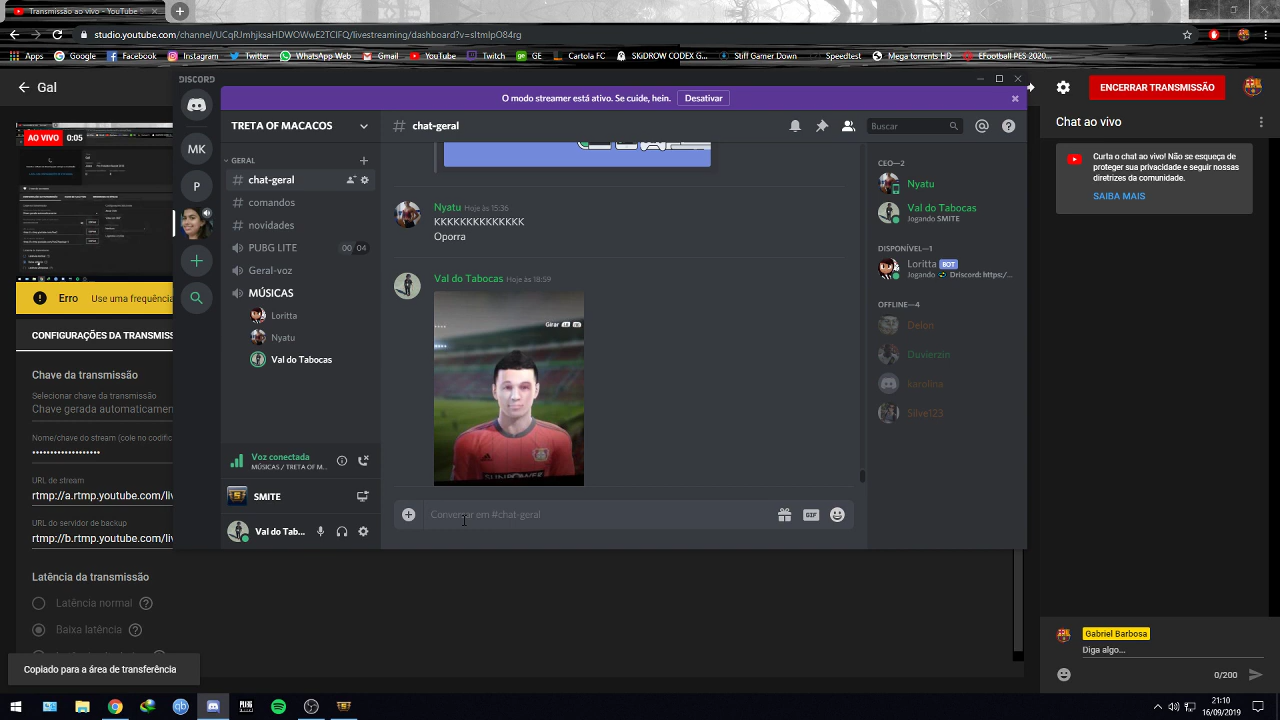 Transmissão ao vivo - YouTube S
studio.youtube.com/channel/UCqRJmhjksaHDWOWwE2TClFQ/livestreaming/dashboard?v=sltmlpO84rg
Apps
Google
Facebook
Instagram
Twitter
WhatsApp Web
Gmail
YouTube
Twitch
GE
Cartola FC
SKiDROW CODEX G...
Stiff Gamer Down
Speedtest
Mega torrents HD
EFootball PES 2020...
Gal
ENCERRAR TRANSMISSÃO
AO VIVO 0:05
Erro Use uma frequência
CONFIGURAÇÕES DA TRANSMISS
Chave da transmissão
Selecionar chave da transmissão
Chave gerada automaticamen
Nome/chave do stream (cole no codific
URL de stream
rtmp://a.rtmp.youtube.com/liv
URL do servidor de backup
rtmp://b.rtmp.youtube.com/liv
Latência da transmissão
Latência normal
Baixa latência
Copiado para a área de transferência
DISCORD
O modo streamer está ativo. Se cuide, hein. Desativar
MK
P
TRETA OF MACACOS
GERAL
chat-geral
comandos
novidades
PUBG LITE 00 04
Geral-voz
MÚSICAS
Loritta
Nyatu
Val do Tabocas
Voz conectada
MÚSICAS / TRETA OF M...
SMITE
Val do Tab...
# chat-geral
Buscar
Nyatu Hoje às 15:36
KKKKKKKKKKKKK
Oporra
Val do Tabocas Hoje às 18:59
Girar
Conversar em #chat-geral
GIF
CEO—2
Nyatu
Val do Tabocas
Jogando SMITE
DISPONÍVEL—1
Loritta BOT
Jogando Discord: https:/...
OFFLINE—4
Delon
Duvierzin
karolina
Silve123
Chat ao vivo
Curta o chat ao vivo! Não se esqueça de
proteger sua privacidade e seguir nossas
diretrizes da comunidade.
SAIBA MAIS
Gabriel Barbosa
Diga algo...
0/200
21:10
16/09/2019